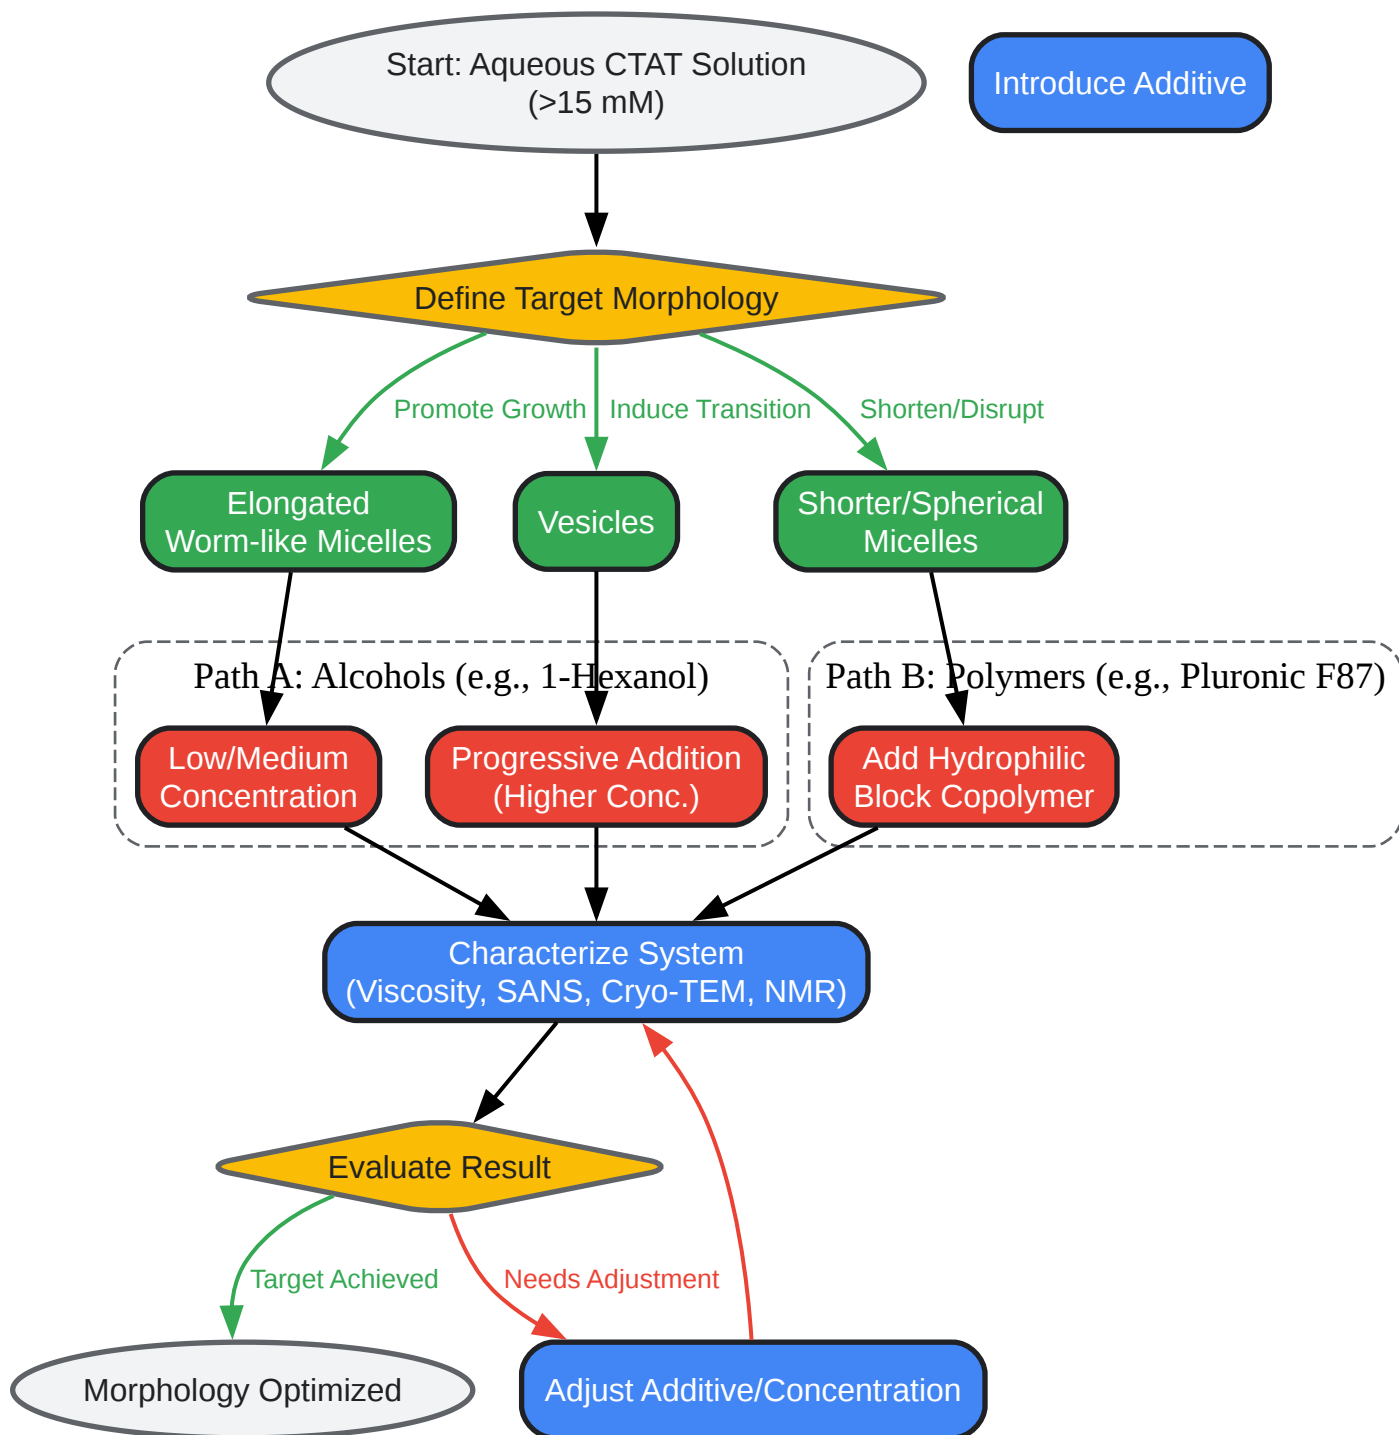 Start: Aqueous CTAT Solution
(>15 mM)
Introduce Additive
Define Target Morphology
Promote Growth
Induce Transition
Shorten/Disrupt
Elongated
Worm-like Micelles
Vesicles
Shorter/Spherical
Micelles
Path A: Alcohols (e.g., 1-Hexanol)
Path B: Polymers (e.g., Pluronic F87)
Low/Medium
Concentration
Progressive Addition
(Higher Conc.)
Add Hydrophilic
Block Copolymer
Characterize System
(Viscosity, SANS, Cryo-TEM, NMR)
Evaluate Result
Target Achieved
Needs Adjustment
Morphology Optimized
Adjust Additive/Concentration